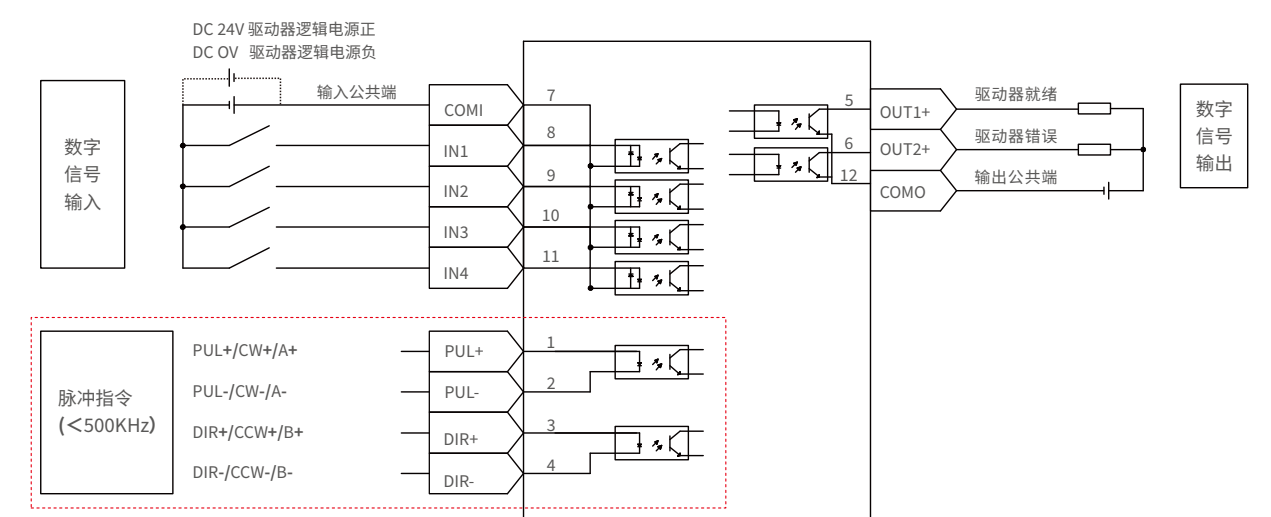 DC 24V 驱动器逻辑电源正
DC OV 驱动器逻辑电源负
数字
信号
输入
输入公共端
COMI
IN1
IN2
IN3
IN4
7
8
9
10
11
5
6
12
OUT1+
OUT2+
COMO
驱动器就绪
驱动器错误
输出公共端
数字
信号
输出
脉冲指令
(＜500KHz)
PUL+/CW+/A+
PUL-/CW-/A-
DIR+/CCW+/B+
DIR-/CCW-/B-
PUL+
PUL-
DIR+
DIR-
1
2
3
4